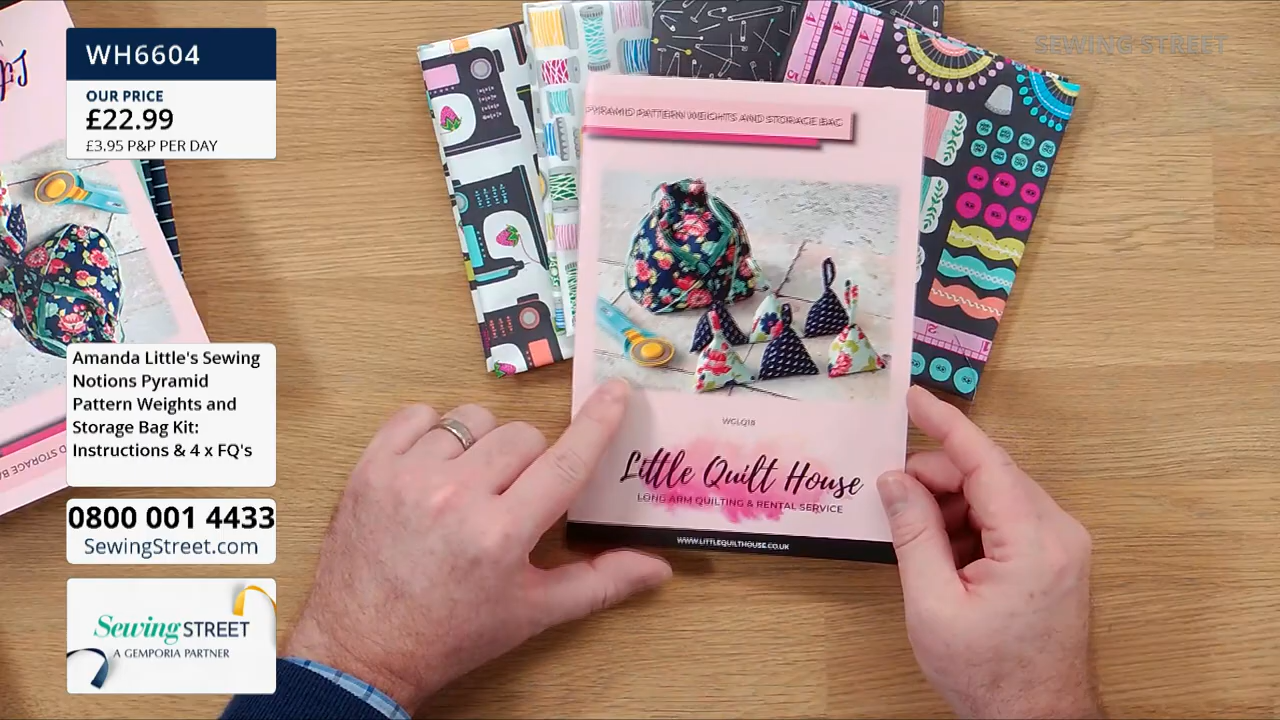 WH6604
OUR PRICE
£22.99
£3.95 P&P PER DAY
Amanda Little's Sewing
Notions Pyramid
Pattern Weights and
Storage Bag Kit:
Instructions & 4 x FQ's
0800 001 4433
SewingStreet.com
Sewing STREET
A GEMPORIA PARTNER
SEWING STREET
PYRAMID PATTERN WEIGHTS AND STORAGE BAG
WGLQ18
Little Quilt House
LONG ARM QUILTING & RENTAL SERVICE
WWW.LITTLEQUILTHOUSE.CO.UK
D STORAGE BA